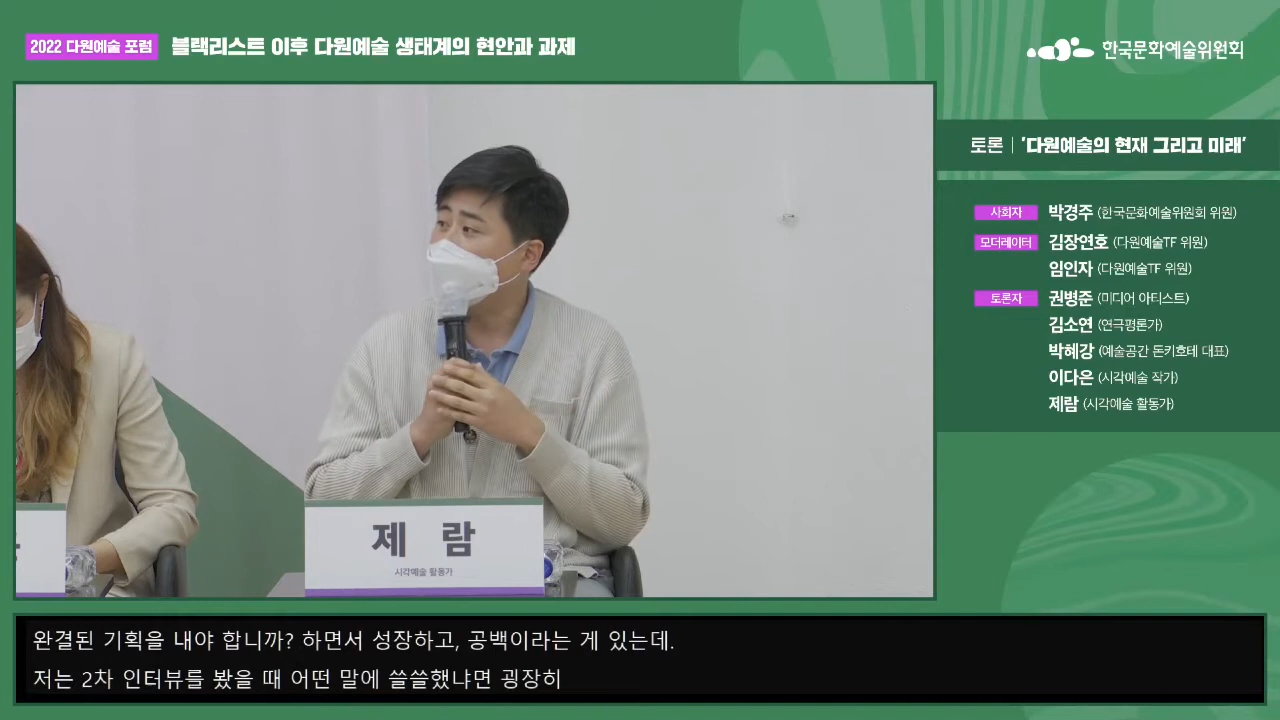 2022 다원예술 포럼 블랙리스트 이후 다원예술 생태계의 현안과 과제
한국문화예술위원회
토론 | '다원예술의 현재 그리고 미래'
사회자 박경주 (한국문화예술위원회 위원)
모더레이터 김장연호 (다원예술TF 위원)
임인자 (다원예술TF 위원)
토론자 권병준 (미디어 아티스트)
김소연 (연극평론가)
박혜강 (예술공간 돈키호테 대표)
이다은 (시각예술 작가)
제람 (시각예술 활동가)
제 람
시각예술 활동가
완결된 기획을 내야 합니까? 하면서 성장하고, 공백이라는 게 있는데.
저는 2차 인터뷰를 봤을 때 어떤 말에 쓸쓸했냐면 굉장히